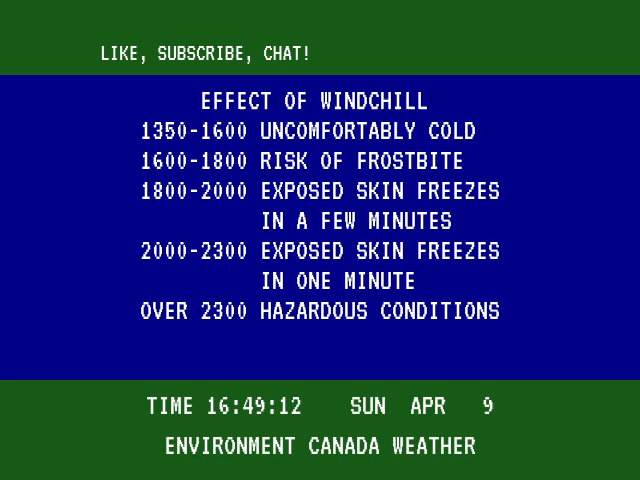 LIKE, SUBSCRIBE, CHAT!
EFFECT OF WINDCHILL
1350-1600 UNCOMFORTABLY COLD
1600-1800 RISK OF FROSTBITE
1800-2000 EXPOSED SKIN FREEZES
IN A FEW MINUTES
2000-2300 EXPOSED SKIN FREEZES
IN ONE MINUTE
OVER 2300 HAZARDOUS CONDITIONS
TIME 16:49:12 SUN APR 9
ENVIRONMENT CANADA WEATHER